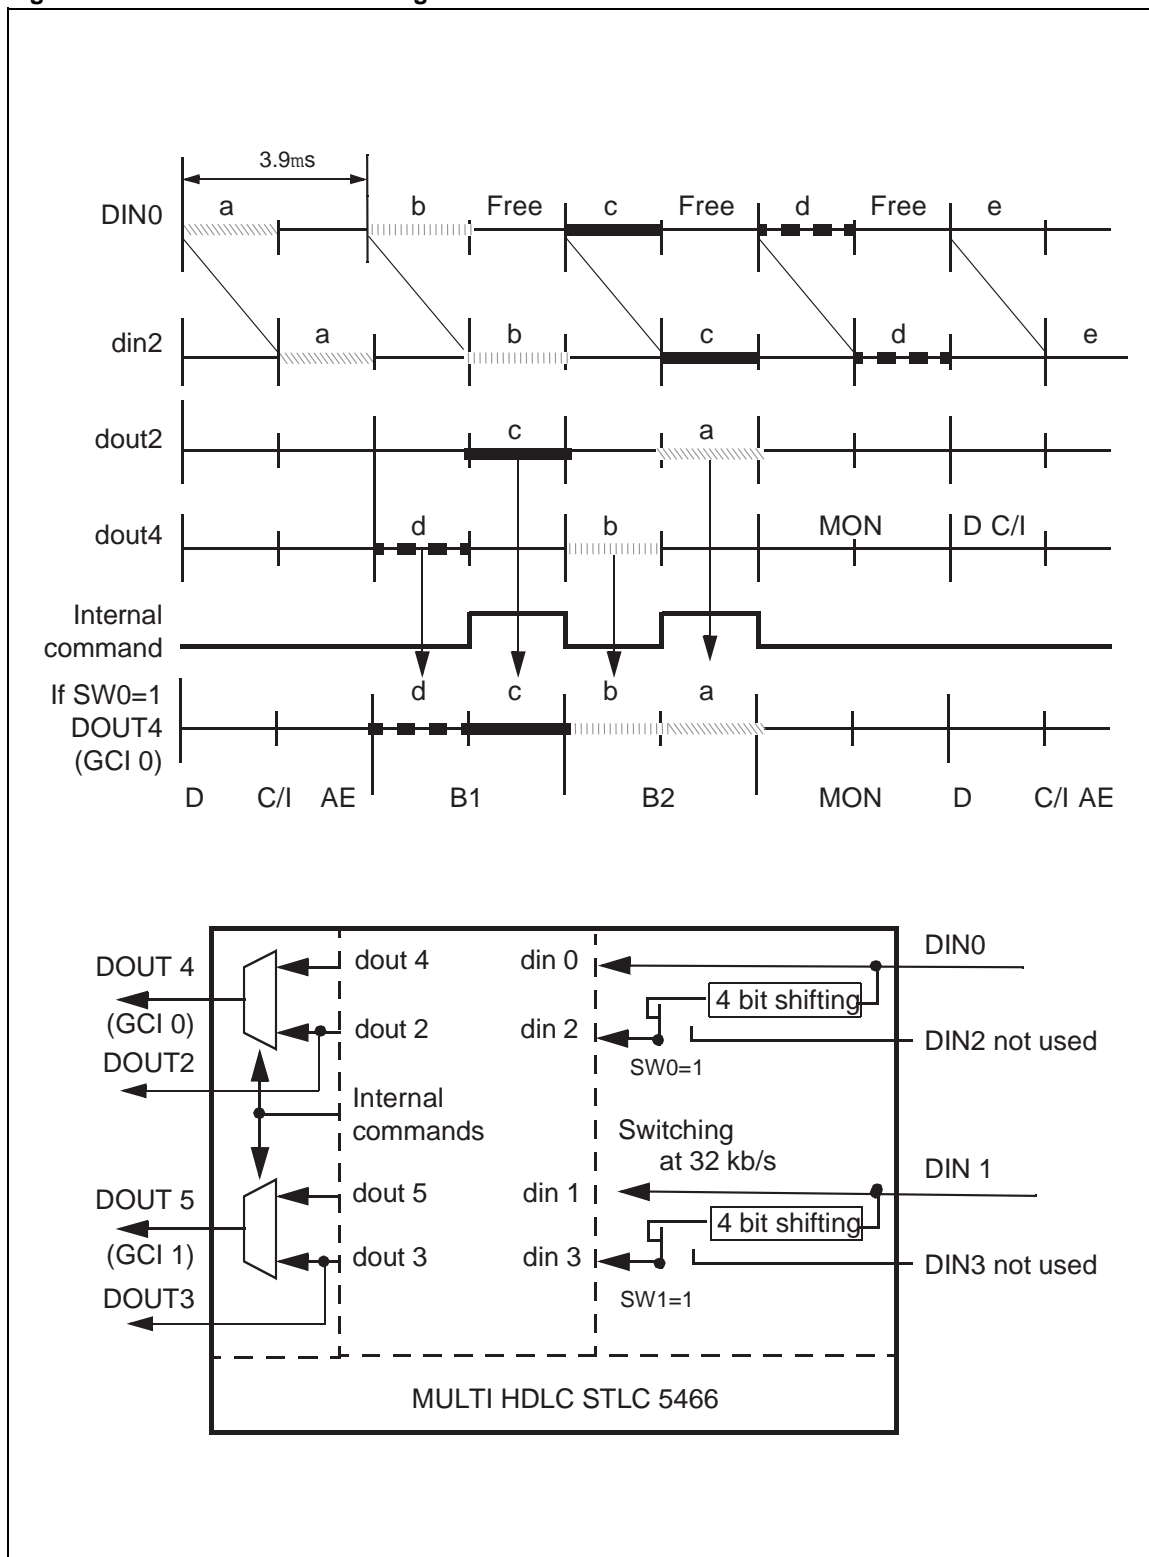 3.9ms
DIN0
a
b
Free
c
Free
d
Free
e
din2
a
b
c
d
e
dout2
c
a
dout4
d
b
MON
D C/I
Internal
command
If SW0=1
DOUT4
(GCI 0)
d
c
b
a
D
C/I
AE
B1
B2
MON
D
C/I AE
DOUT 4
(GCI 0)
DOUT2
dout 4
dout 2
din 0
din 2
4 bit shifting
SW0=1
DIN0
DIN2 not used
Internal
commands
Switching
at 32 kb/s
DOUT 5
(GCI 1)
DOUT3
dout 5
dout 3
din 1
din 3
4 bit shifting
SW1=1
DIN 1
DIN3 not used
MULTI HDLC STLC 5466